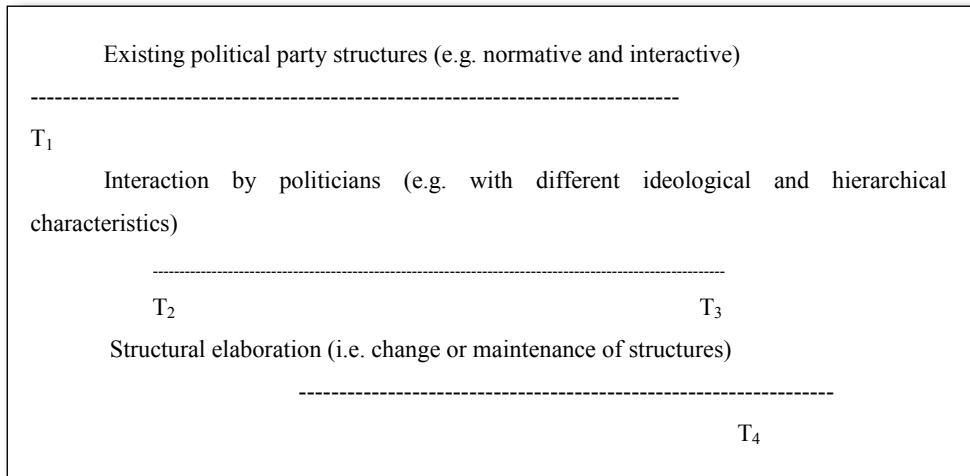 Existing political party structures (e.g. normative and interactive)
--------------------------------------------------------------------------------
T₁
Interaction by politicians (e.g. with different ideological and hierarchical
characteristics)
--------------------------------------------------------------------------------------------------------------
T₂ T₃
Structural elaboration (i.e. change or maintenance of structures)
------------------------------------------------------------------
T₄